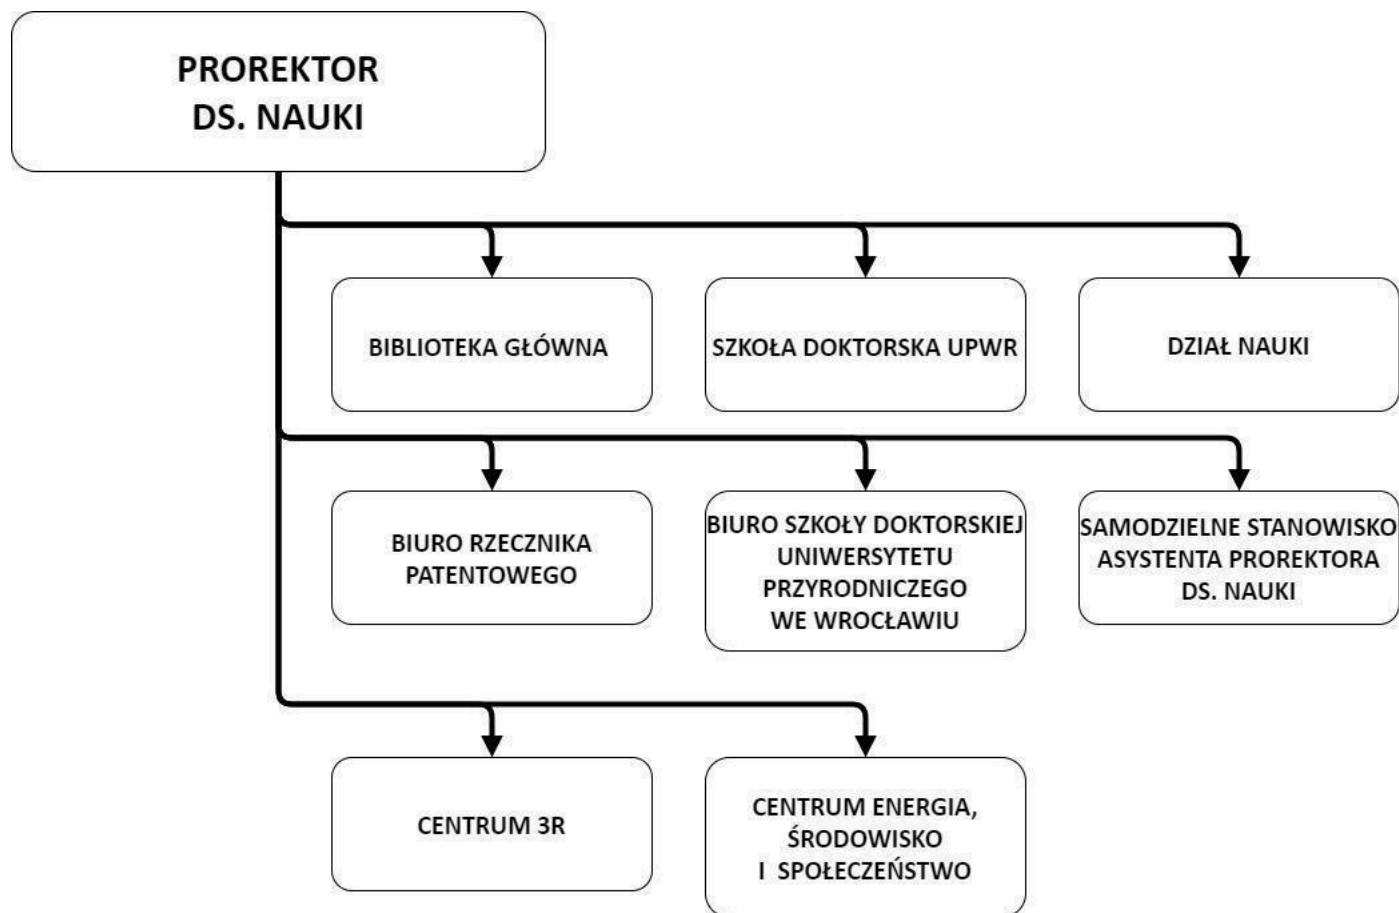 PROREKTOR
DS. NAUKI
BIBLIOTEKA GŁÓWNA
SZKOŁA DOKTORSKA UPWR
DZIAŁ NAUKI
BIURO RZECZNIKA
PATENTOWEGO
BIURO SZKOŁY DOKTORSKIEJ
UNIWERSYTETU
PRZYRODNICZEGO
WE WROCŁAWIU
SAMODZIELNE STANOWISKO
ASYSTENTA PROREKTORA
DS. NAUKI
CENTRUM 3R
CENTRUM ENERGIA,
ŚRODOWISKO
I SPOŁECZEŃSTWO